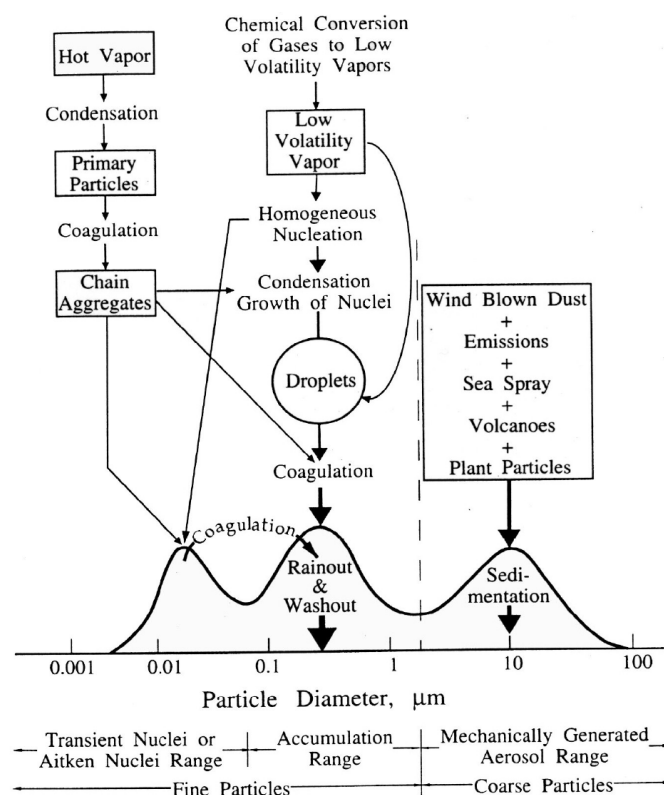 Hot Vapor
Condensation
Primary
Particles
Coagulation
Chain
Aggregates
Chemical Conversion
of Gases to Low
Volatility Vapors
Low
Volatility
Vapor
Homogeneous
Nucleation
Condensation
Growth of Nuclei
Droplets
Coagulation
Wind Blown Dust
+
Emissions
+
Sea Spray
+
Volcanoes
+
Plant Particles
Coagulation
Rainout
&
Washout
Sedi-
mentation
0.001 0.01 0.1 1 10 100
Particle Diameter, μm
Transient Nuclei or
Aitken Nuclei Range
Accumulation
Range
Mechanically Generated
Aerosol Range
Fine Particles
Coarse Particles